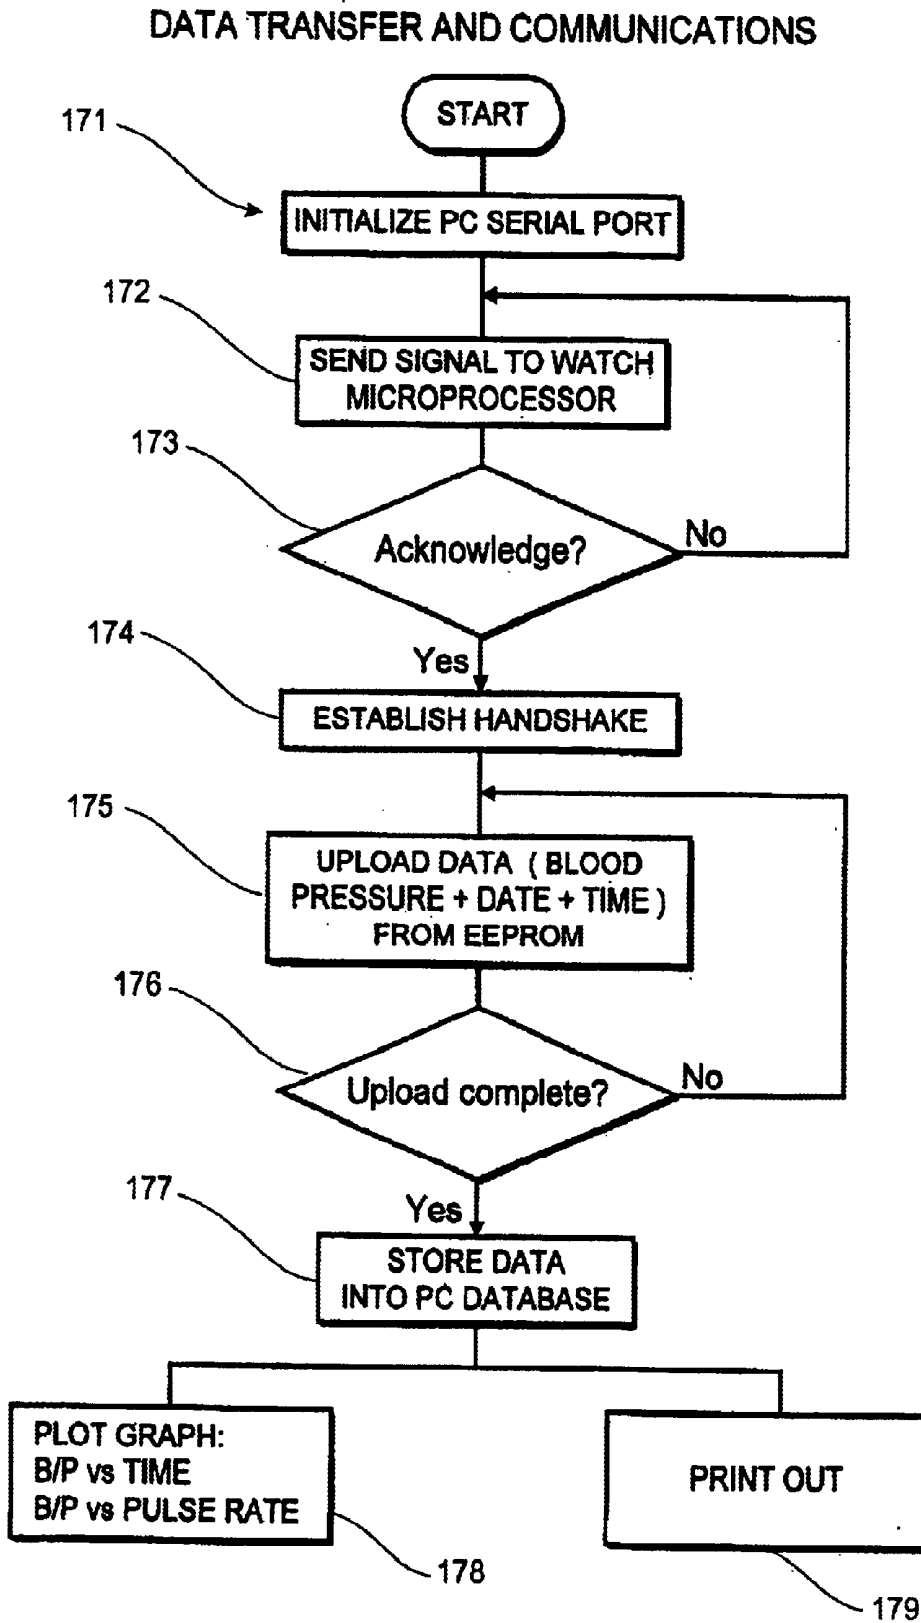 DATA TRANSFER AND COMMUNICATIONS
START
171
INITIALIZE PC SERIAL PORT
172
SEND SIGNAL TO WATCH
MICROPROCESSOR
173
Acknowledge?
No
174
Yes
ESTABLISH HANDSHAKE
175
UPLOAD DATA ( BLOOD
PRESSURE + DATE + TIME )
FROM EEPROM
176
Upload complete?
No
177
Yes
STORE DATA
INTO PC DATABASE
PLOT GRAPH:
B/P vs TIME
B/P vs PULSE RATE
PRINT OUT
178
179